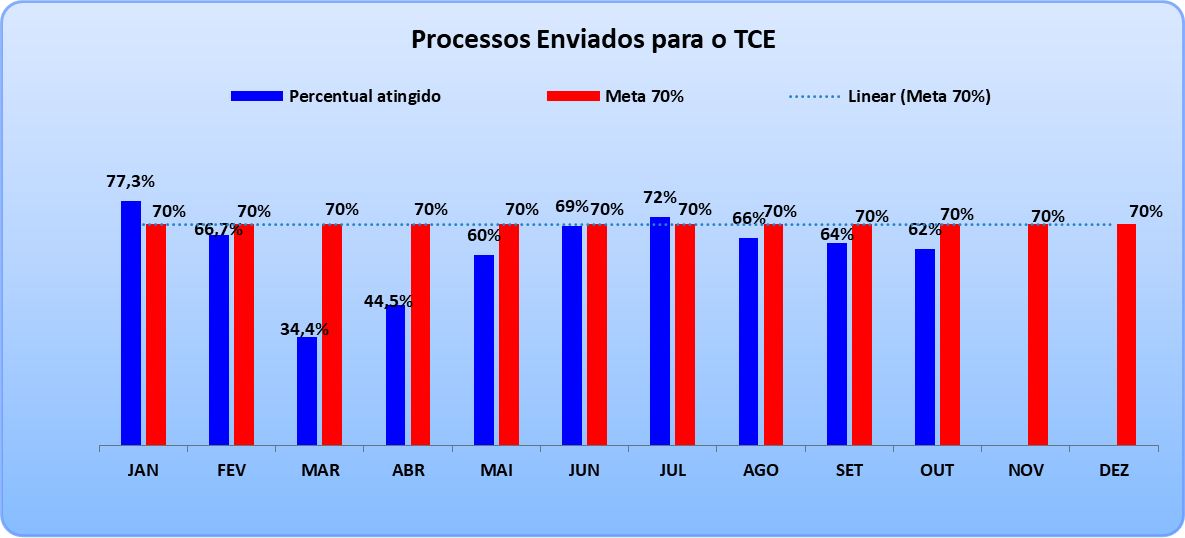 Processos Enviados para o TCE
Percentual atingido Meta 70% Linear (Meta 70%)
77,3% 70% 66,7% 70% 34,4% 70% 44,5% 70% 60% 70% 69% 70% 72% 70% 66% 70% 64% 70% 62% 70% 70% 70%
JAN FEV MAR ABR MAI JUN JUL AGO SET OUT NOV DEZ